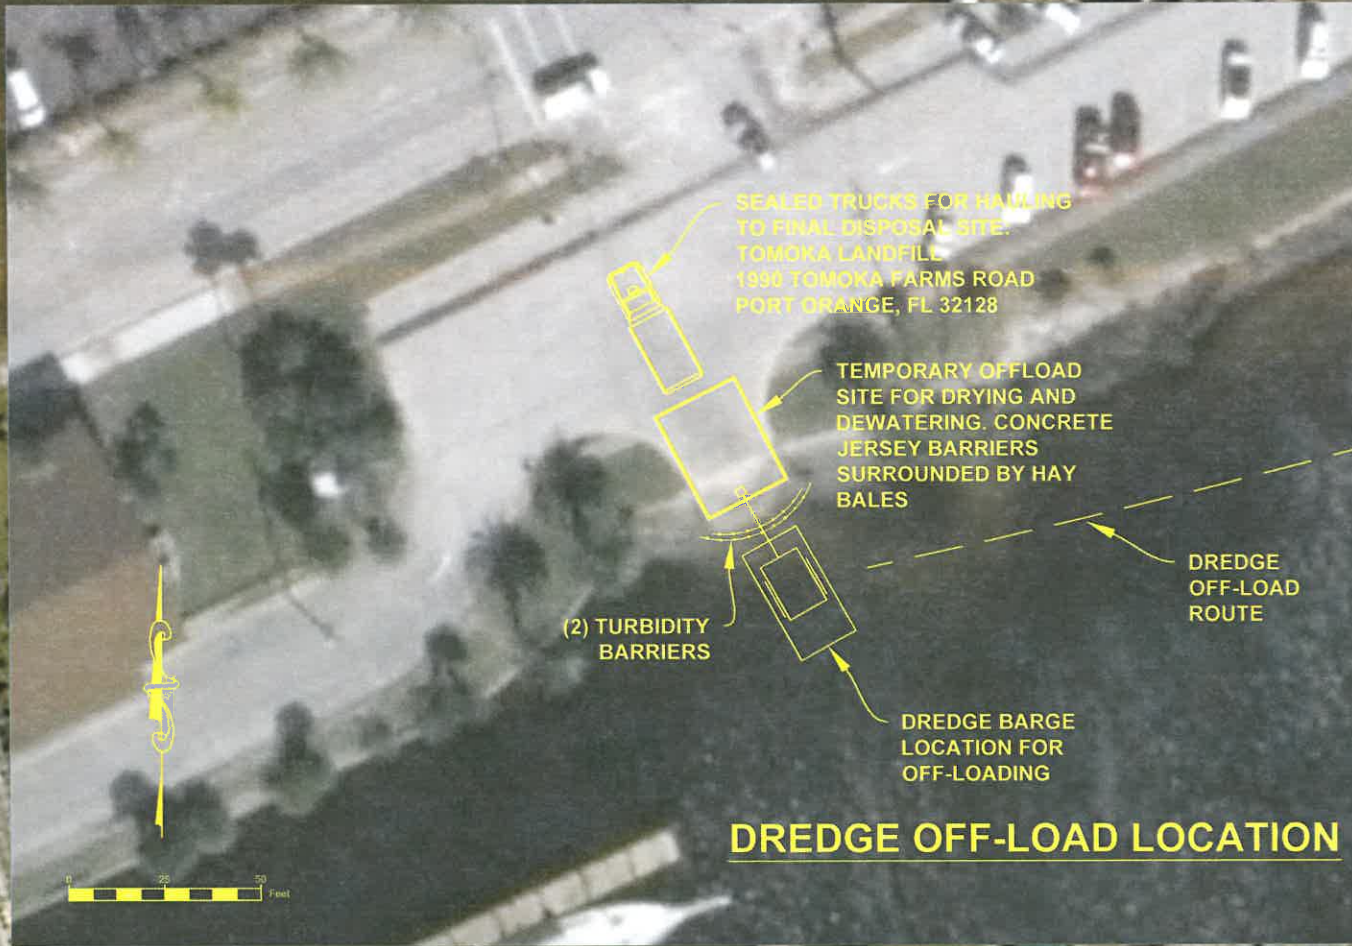 SEALED TRUCKS FOR HAULING
TO FINAL DISPOSAL SITE:
TOMOKA LANDFILL
1990 TOMOKA FARMS ROAD
PORT ORANGE, FL 32128
TEMPORARY OFFLOAD
SITE FOR DRYING AND
DEWATERING. CONCRETE
JERSEY BARRIERS
SURROUNDED BY HAY
BALES
DREDGE
OFF-LOAD
ROUTE
(2) TURBIDITY
BARRIERS
DREDGE BARGE
LOCATION FOR
OFF-LOADING
DREDGE OFF-LOAD LOCATION
0 25 50
Feet